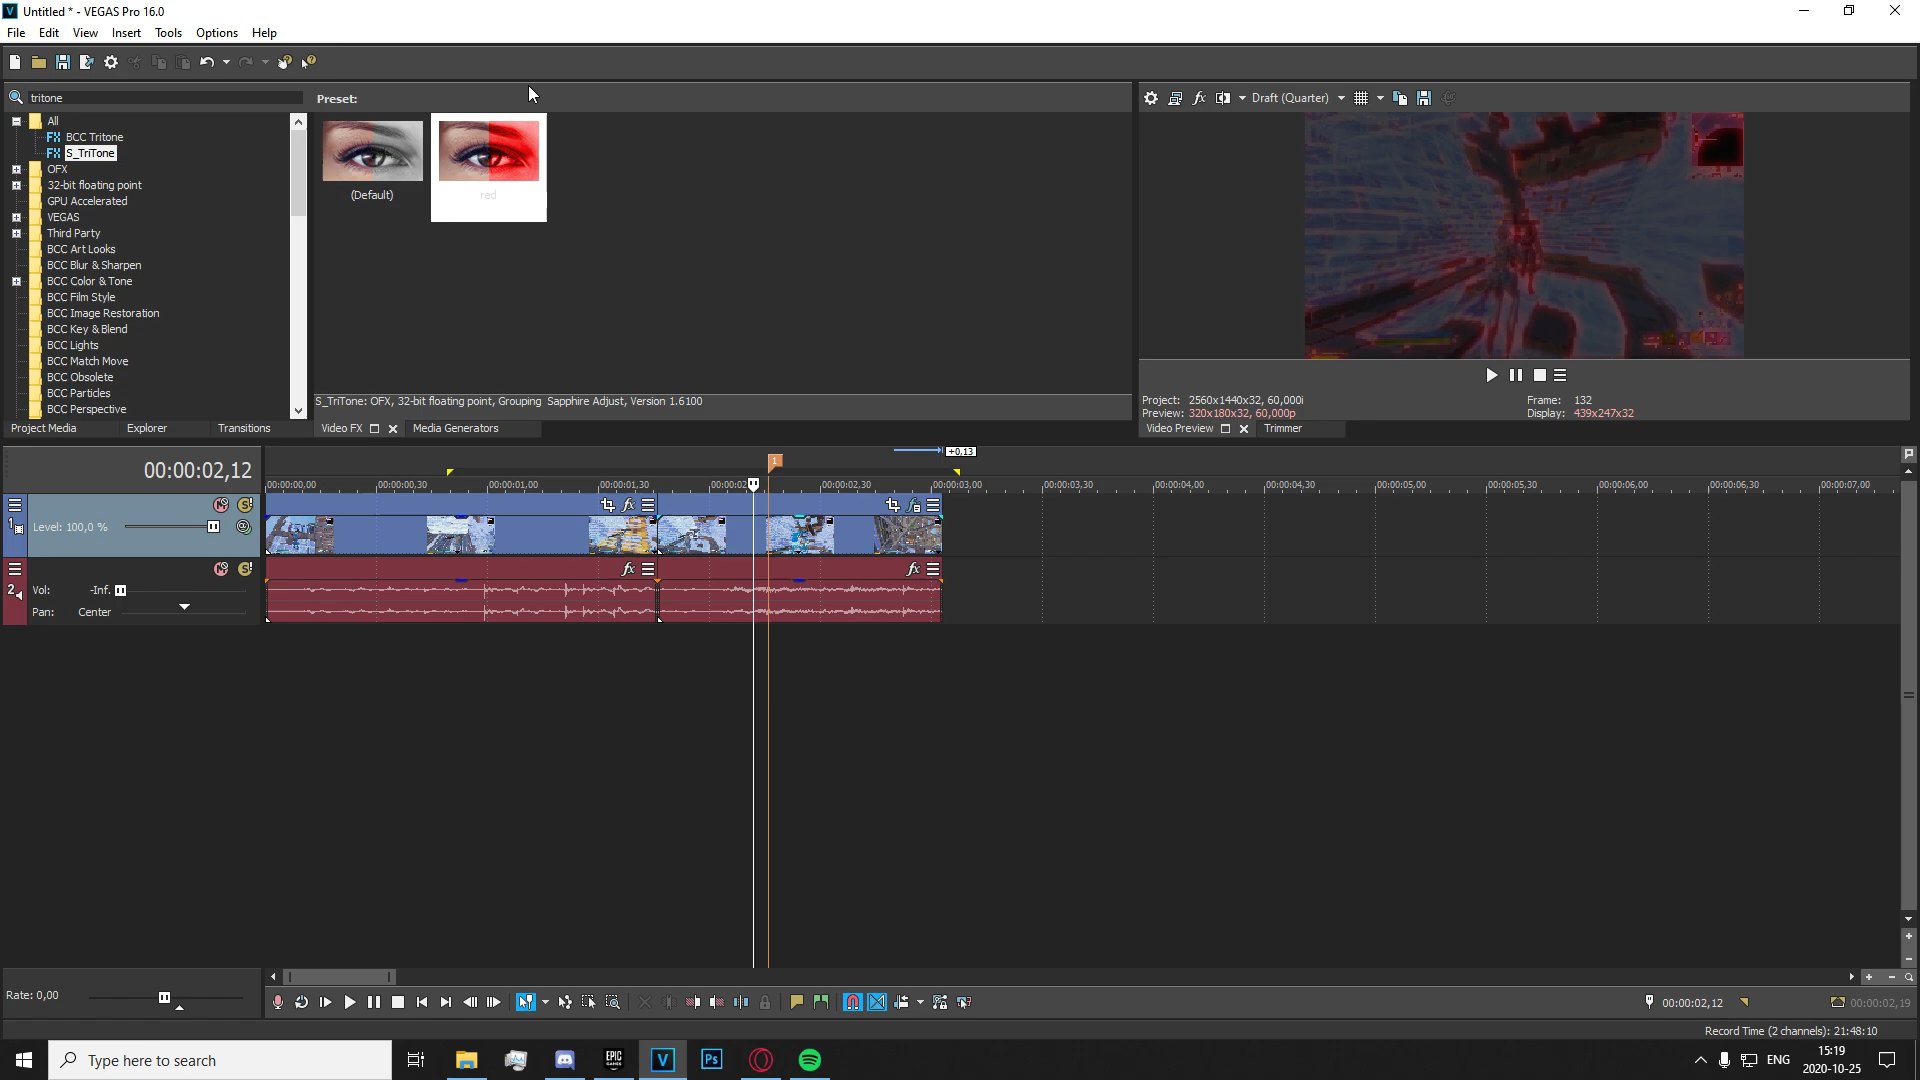 Untitled * - VEGAS Pro 16.0
File Edit View Insert Tools Options Help
tritone
Preset:
All
BCC Tritone
S_TriTone
OFX
32-bit floating point
GPU Accelerated
VEGAS
Third Party
BCC Art Looks
BCC Blur & Sharpen
BCC Color & Tone
BCC Film Style
BCC Image Restoration
BCC Key & Blend
BCC Lights
BCC Match Move
BCC Obsolete
BCC Particles
BCC Perspective
(Default)
red
S_TriTone: OFX, 32-bit floating point, Grouping Sapphire Adjust, Version 1.6100
Project Media Explorer Transitions Video FX Media Generators
Draft (Quarter)
Project: 2560x1440x32, 60,000i
Frame: 132
Preview: 320x180x32, 60,000p
Display: 439x247x32
Video Preview Trimmer
+0,13
1
00:00:02,12
00:00:00,00 00:00:00,30 00:00:01,00 00:00:01,30 00:00:02 00:00:02,30 00:00:03,00 00:00:03,30 00:00:04,00 00:00:04,30 00:00:05,00 00:00:05,30 00:00:06,00 00:00:06,30 00:00:07,00
1
Level: 100,0 %
2
Vol: -Inf.
Pan: Center
Rate: 0,00
00:00:02,12
00:00:02,19
Record Time (2 channels): 21:48:10
Type here to search
EPIC GAMES
V
Ps
ENG
15:19
2020-10-25